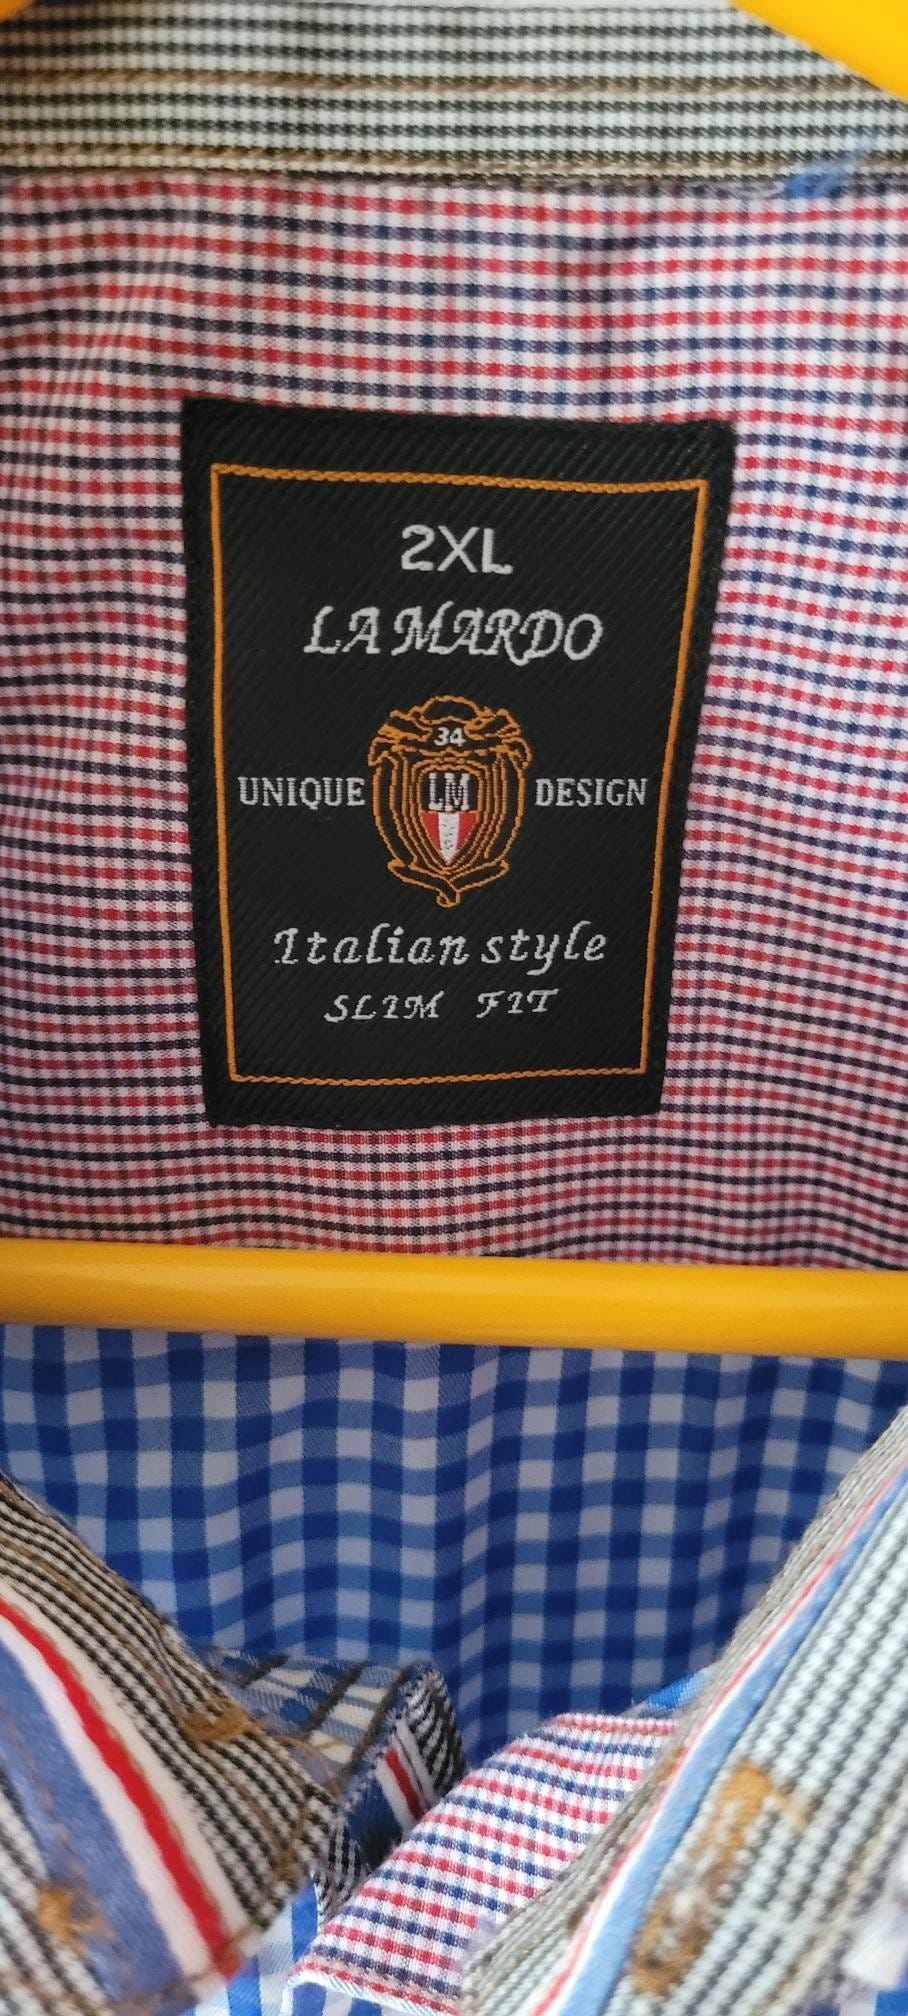 2XL
LA MARDO
34
UNIQUE LM DESIGN
Italian style
SLIM FIT